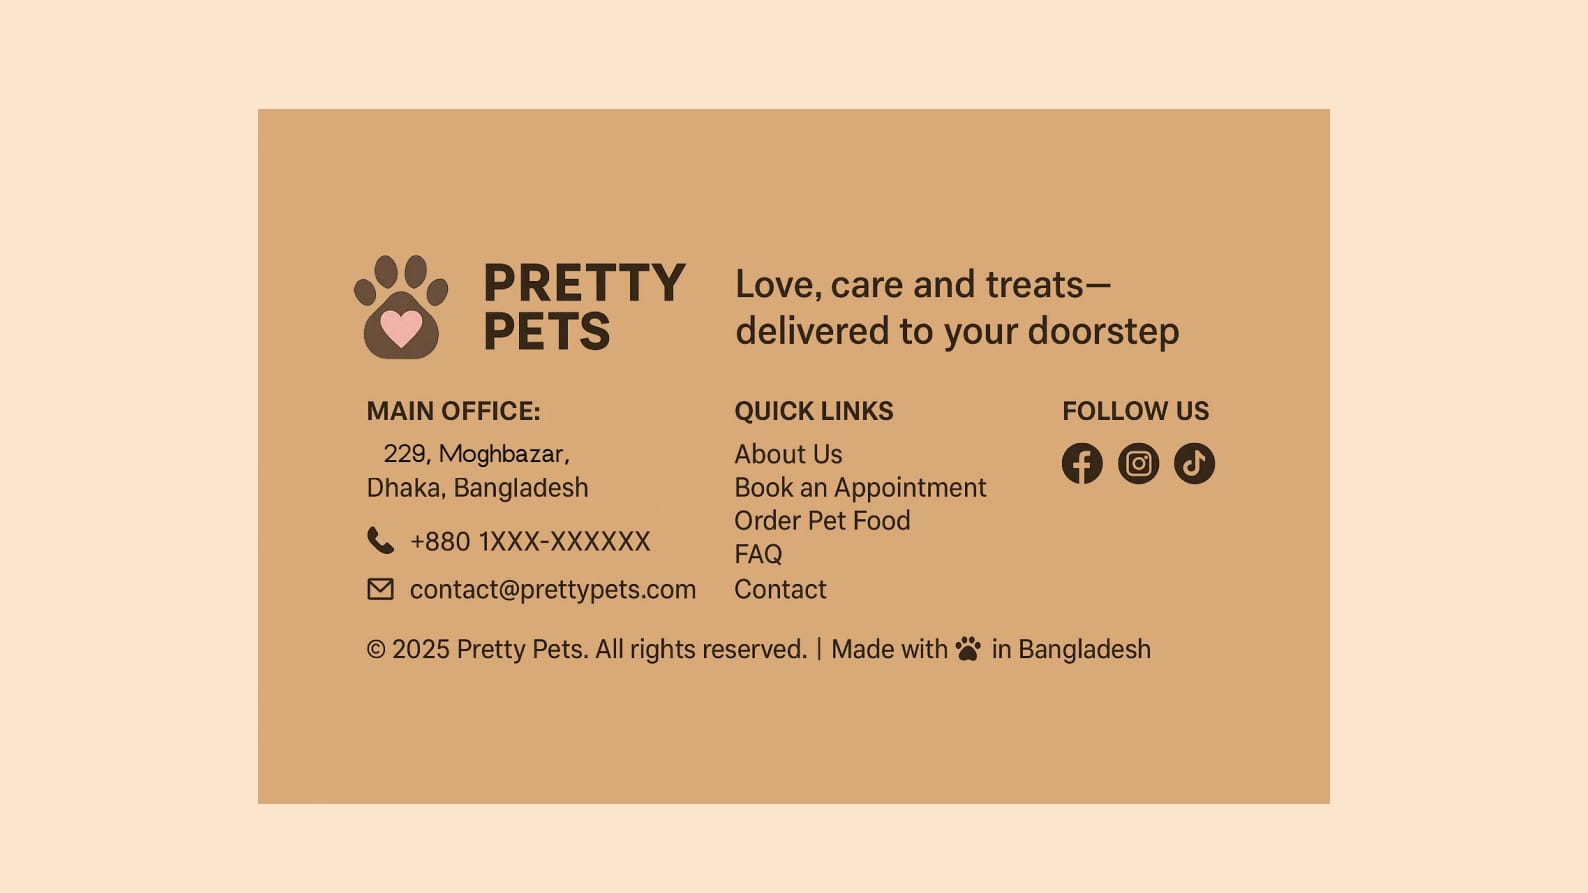 PRETTY
PETS
Love, care and treats—
delivered to your doorstep
MAIN OFFICE:
229, Moghbazar,
Dhaka, Bangladesh
+880 1XXX-XXXXXX
contact@prettypets.com
QUICK LINKS
About Us
Book an Appointment
Order Pet Food
FAQ
Contact
FOLLOW US
© 2025 Pretty Pets. All rights reserved. | Made with in Bangladesh